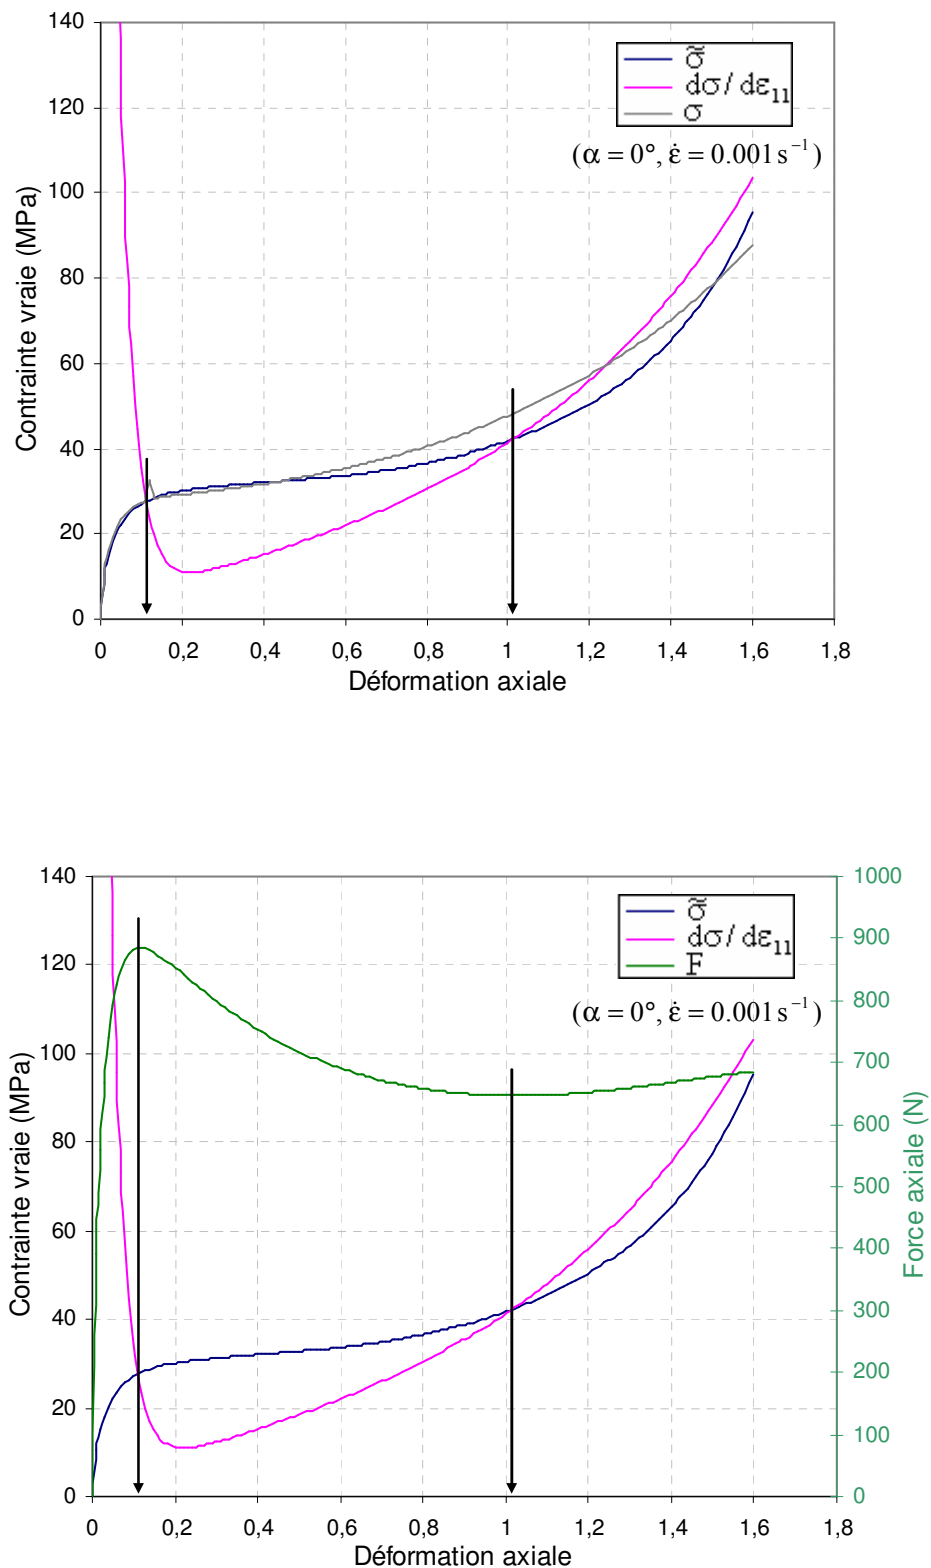 140
120
100
80
60
40
20
0
Contrainte vraie (MPa)
σ̃
dσ/dε₁₁
σ
(α = 0°, ε̇ = 0.001 s⁻¹)
0 0,2 0,4 0,6 0,8 1 1,2 1,4 1,6 1,8
Déformation axiale
140
120
100
80
60
40
20
0
Contrainte vraie (MPa)
σ̃
dσ/dε₁₁
F
(α = 0°, ε̇ = 0.001 s⁻¹)
1000
900
800
700
600
500
400
300
200
100
0
Force axiale (N)
0 0,2 0,4 0,6 0,8 1 1,2 1,4 1,6 1,8
Déformation axiale